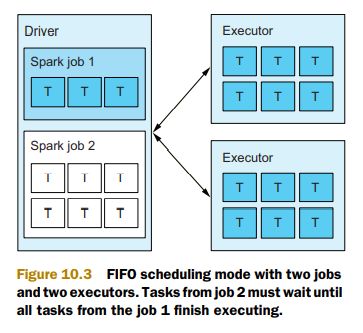 Driver
Spark job 1
T T T
Spark job 2
T T T
T T T
Executor
T T T
T T T
Executor
T T T
T T T
Figure 10.3 FIFO scheduling mode with two jobs
and two executors. Tasks from job 2 must wait until
all tasks from the job 1 finish executing.